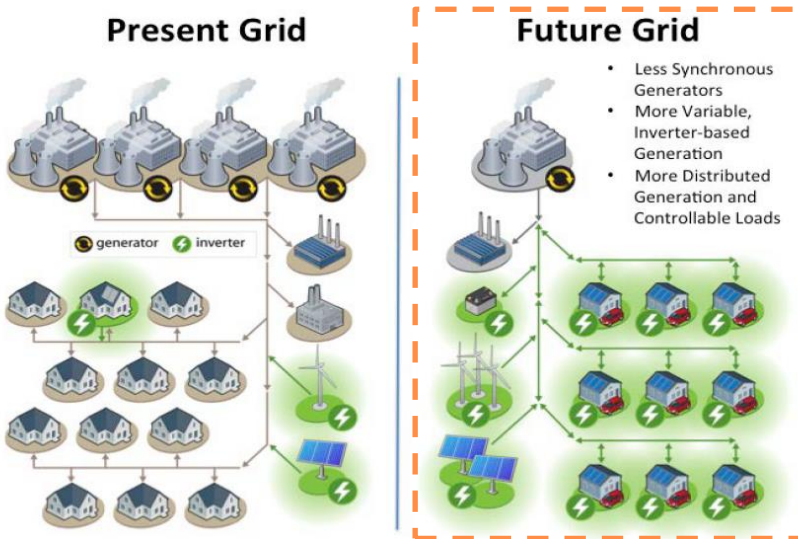 Present Grid
generator
inverter
Future Grid
• Less Synchronous
Generators
• More Variable,
Inverter-based
Generation
• More Distributed
Generation and
Controllable Loads